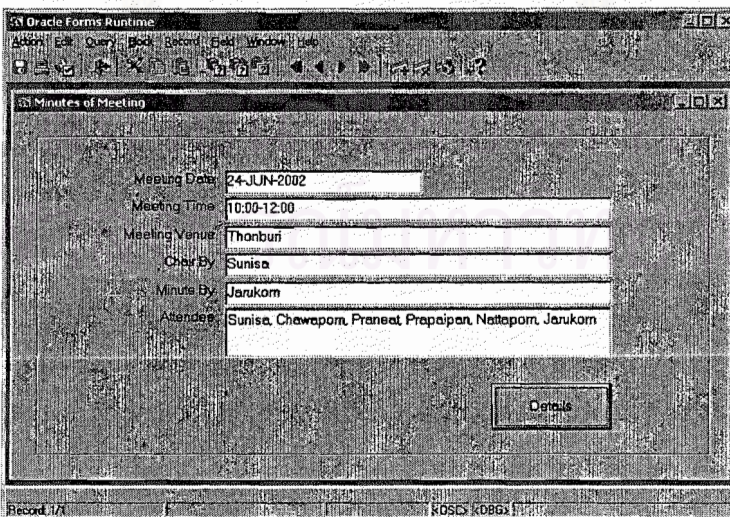 Oracle Forms Runtime
Action Edit Query Block Record Field Window Help
Minutes of Meeting
Meeting Date: 24-JUN-2002
Meeting Time: 10:00-12:00
Meeting Venue: Thonburi
Chair By: Sunisa
Minute By: Jarukorn
Attendee: Sunisa, Chawaporn, Praneat, Prapaipan, Nattaporn, Jarukorn
Details
Record: 1/1 <OSC> <DBG>